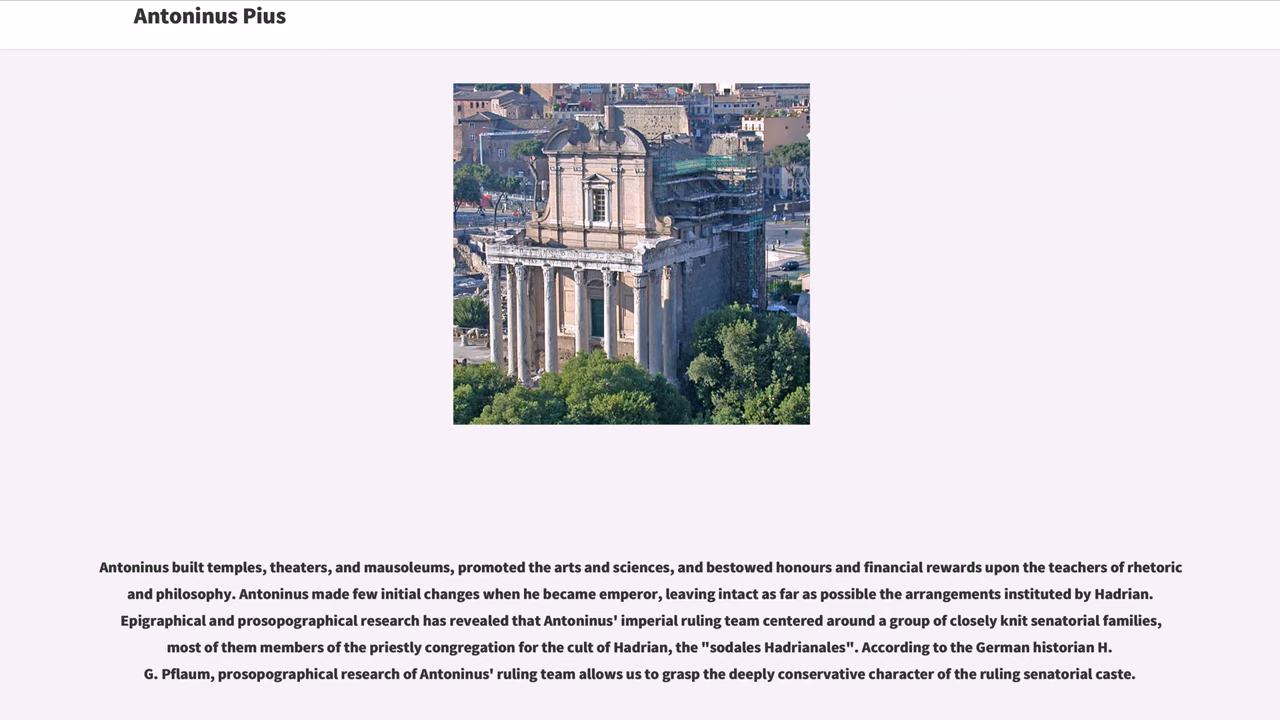 Antoninus Pius
Antoninus built temples, theaters, and mausoleums, promoted the arts and sciences, and bestowed honours and financial rewards upon the teachers of rhetoric
and philosophy. Antoninus made few initial changes when he became emperor, leaving intact as far as possible the arrangements instituted by Hadrian.
Epigraphical and prosopographical research has revealed that Antoninus' imperial ruling team centered around a group of closely knit senatorial families,
most of them members of the priestly congregation for the cult of Hadrian, the "sodales Hadrianales". According to the German historian H.
G. Pflaum, prosopographical research of Antoninus' ruling team allows us to grasp the deeply conservative character of the ruling senatorial caste.